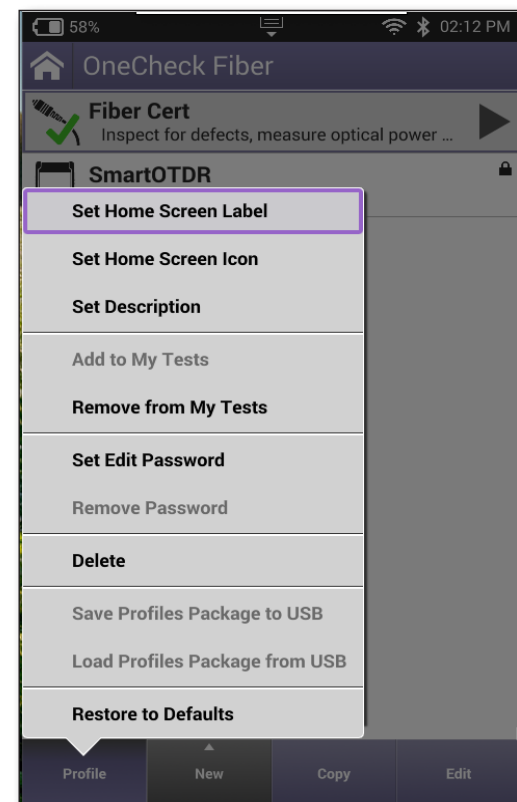 58%
02:12 PM
OneCheck Fiber
Fiber Cert
Inspect for defects, measure optical power ...
SmartOTDR
Set Home Screen Label
Set Home Screen Icon
Set Description
Add to My Tests
Remove from My Tests
Set Edit Password
Remove Password
Delete
Save Profiles Package to USB
Load Profiles Package from USB
Restore to Defaults
Profile
New
Copy
Edit